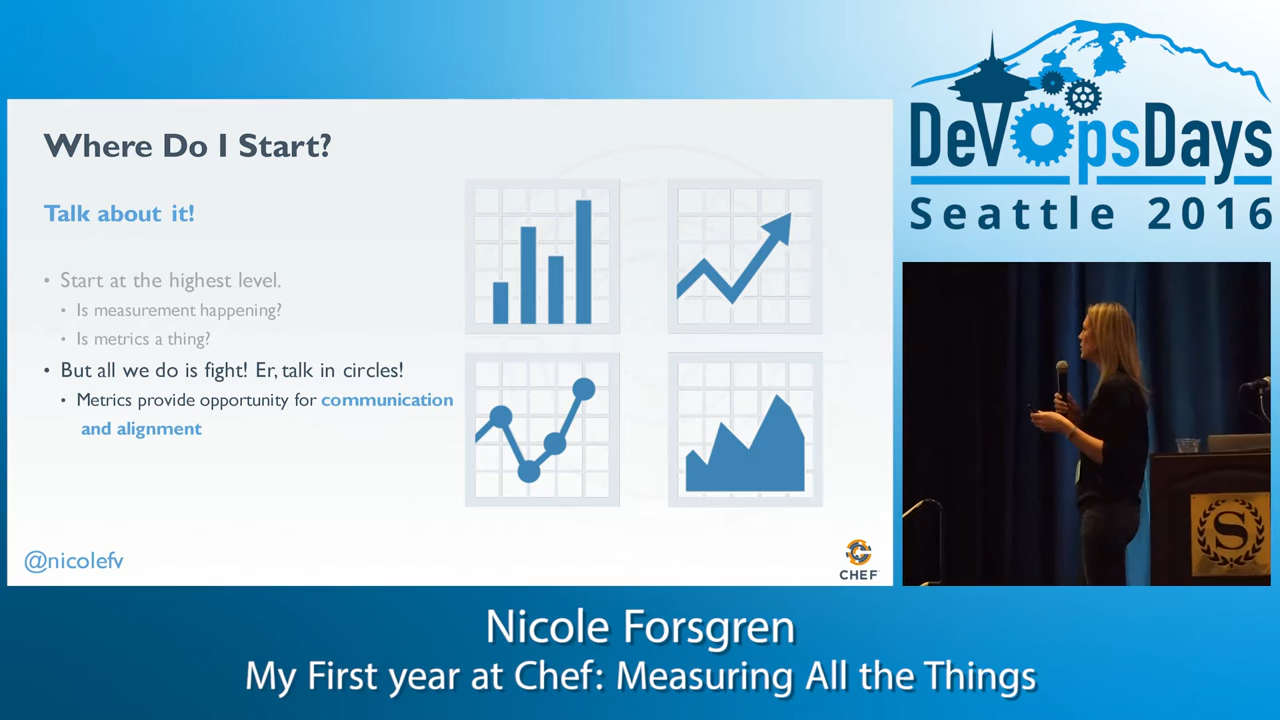 Where Do I Start?
Talk about it!
• Start at the highest level.
• Is measurement happening?
• Is metrics a thing?
• But all we do is fight! Er, talk in circles!
• Metrics provide opportunity for communication
and alignment
@nicolefv
CHEF
DevOpsDays
Seattle 2016
S
Nicole Forsgren
My First year at Chef: Measuring All the Things